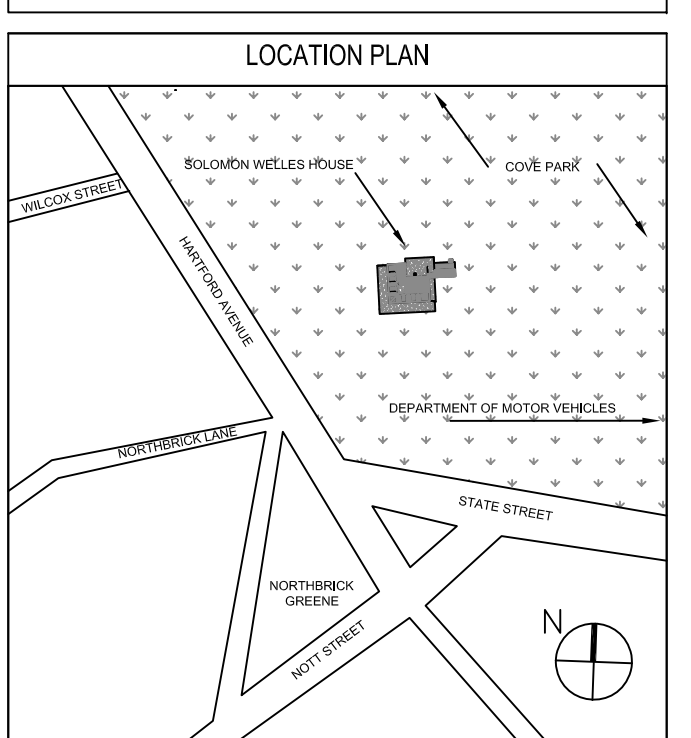 LOCATION PLAN
SOLOMON WELLES HOUSE
COVE PARK
WILCOX STREET
HARTFORD AVENUE
DEPARTMENT OF MOTOR VEHICLES
NORTHBRICK LANE
STATE STREET
NORTHBRICK
GREENE
NOTT STREET
N